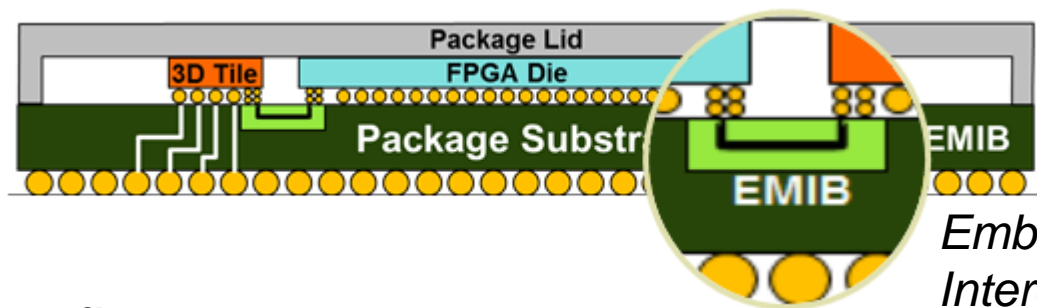 Package Lid
3D Tile
FPGA Die
Package Substr
EMIB
EMIB
Emb
Inter